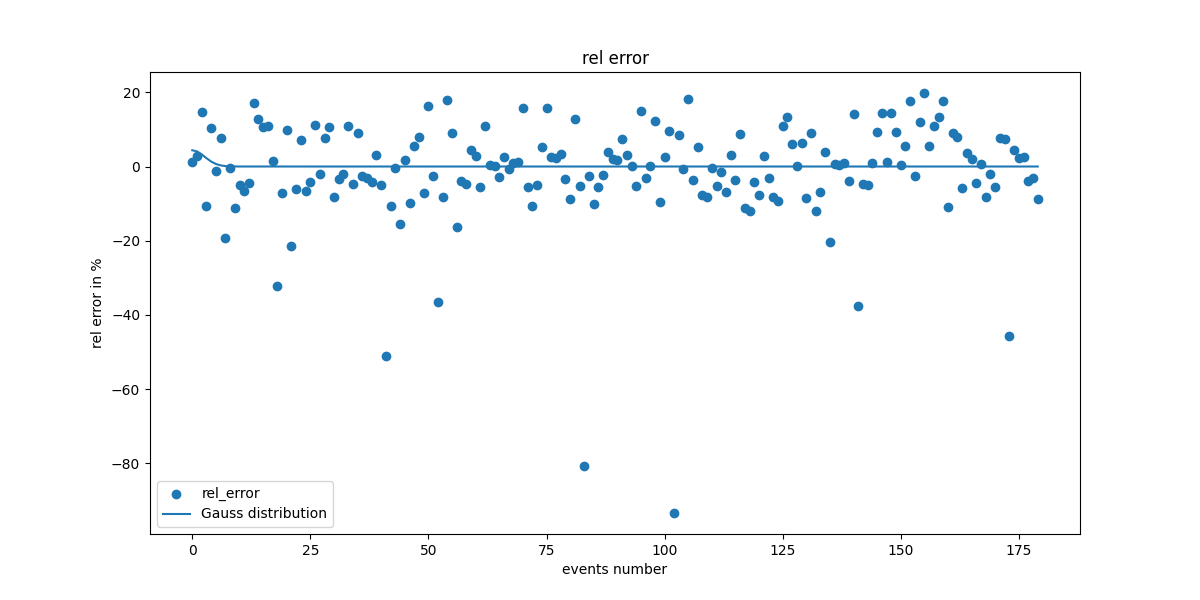 rel error
20
0
−20
−40
−60
−80
rel error in %
rel_error
Gauss distribution
0
25
50
75
100
125
150
175
events number